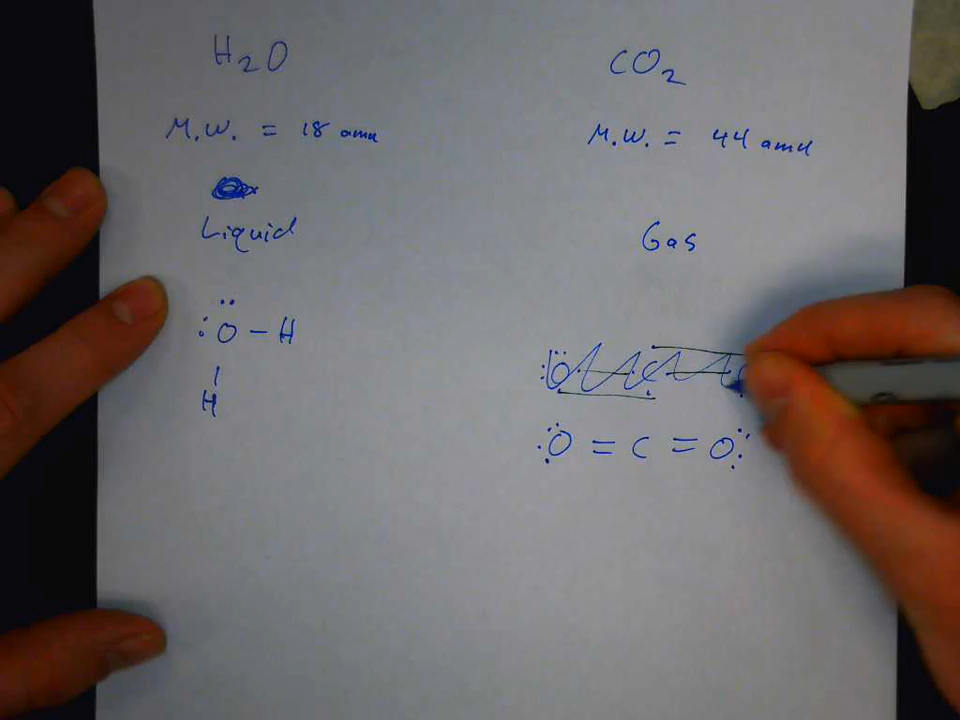 H₂O
CO₂
M.W. = 18 amu
M.W. = 44 amu
Liquid
Gas
:Ö – H
|
H
:Ö = C = Ö: